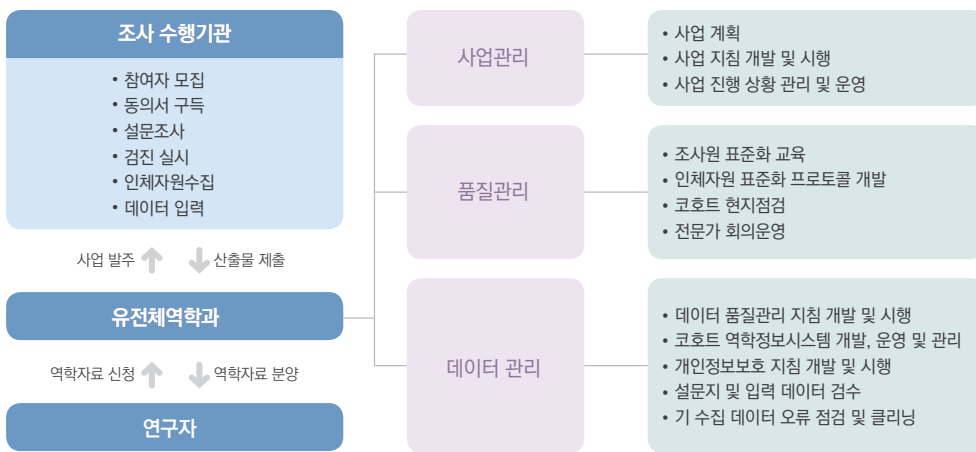 조사 수행기관
• 참여자 모집
• 동의서 구득
• 설문조사
• 검진 실시
• 인체자원수집
• 데이터 입력
사업 발주
산출물 제출
유전체역학과
역학자료 신청
역학자료 분양
연구자
사업관리
• 사업 계획
• 사업 지침 개발 및 시행
• 사업 진행 상황 관리 및 운영
품질관리
• 조사원 표준화 교육
• 인체자원 표준화 프로토콜 개발
• 코호트 현지점검
• 전문가 회의운영
데이터 관리
• 데이터 품질관리 지침 개발 및 시행
• 코호트 역학정보시스템 개발, 운영 및 관리
• 개인정보보호 지침 개발 및 시행
• 설문지 및 입력 데이터 검수
• 기 수집 데이터 오류 점검 및 클리닝